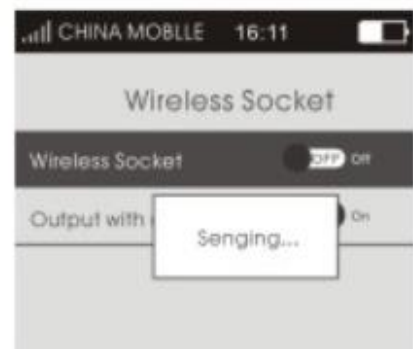 CHINA MOBLLE 16:11
Wireless Socket
Wireless Socket OFF Off
Output with On
Senging...